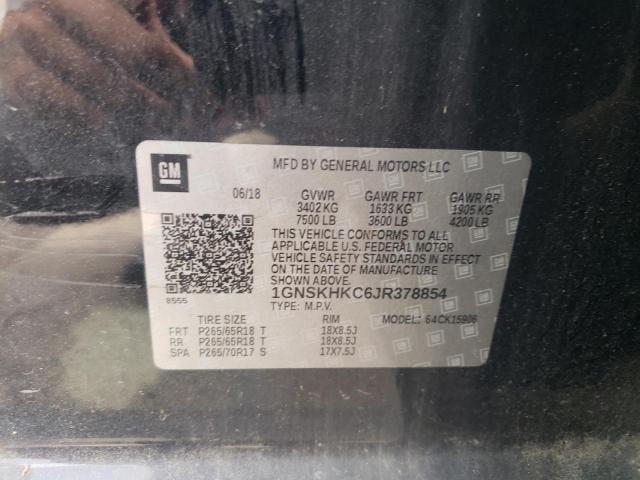 GM
MFD BY GENERAL MOTORS LLC
06/18 GVWR GAWR FRT GAWR RR
3402 KG 1633 KG 1905 KG
7500 LB 3600 LB 4200 LB
THIS VEHICLE CONFORMS TO ALL
APPLICABLE U.S. FEDERAL MOTOR
VEHICLE SAFETY STANDARDS IN EFFECT
ON THE DATE OF MANUFACTURE
SHOWN ABOVE.
1GNSKHKC6JR378854
8555
TYPE: M.P.V.
TIRE SIZE RIM MODEL: 64CK15906
FRT P265/65R18 T 18X8.5J
RR P265/65R18 T 18X8.5J
SPA P265/70R17 S 17X7.5J